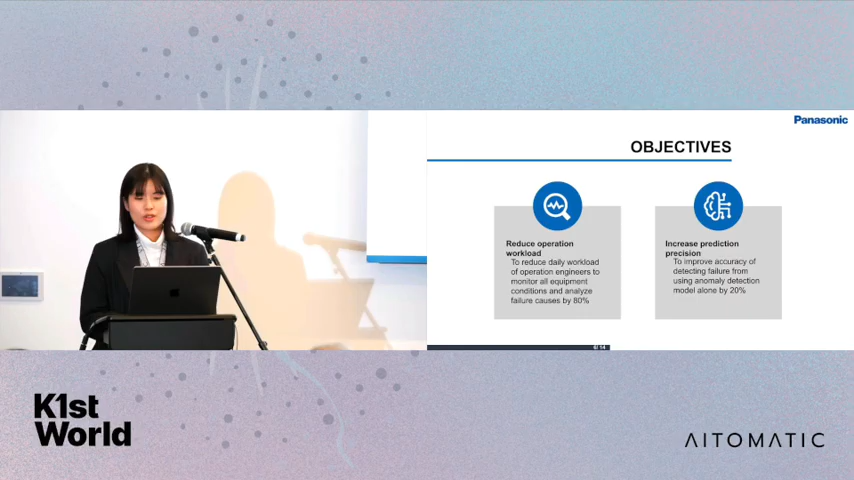 Panasonic
OBJECTIVES
Reduce operation
workload
To reduce daily workload
of operation engineers to
monitor all equipment
conditions and analyze
failure causes by 80%
Increase prediction
precision
To improve accuracy of
detecting failure from
using anomaly detection
model alone by 20%
6/ 14
K1st
World
AITOMATIC